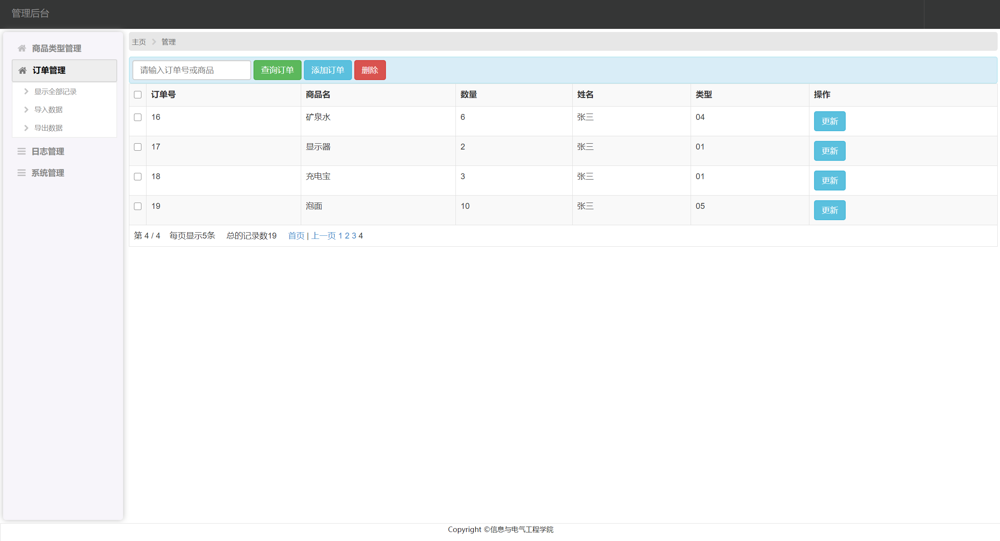 管理后台
商品类型管理
订单管理
显示全部记录
导入数据
导出数据
日志管理
系统管理
主页 管理
请输入订单号或商品 查询订单 添加订单 删除
订单号 商品名 数量 姓名 类型 操作
16 矿泉水 6 张三 04 更新
17 显示器 2 张三 01 更新
18 充电宝 3 张三 01 更新
19 泡面 10 张三 05 更新
第 4 / 4 每页显示5条 总的记录数19 首页 | 上一页 1 2 3 4
Copyright ©信息与电气工程学院